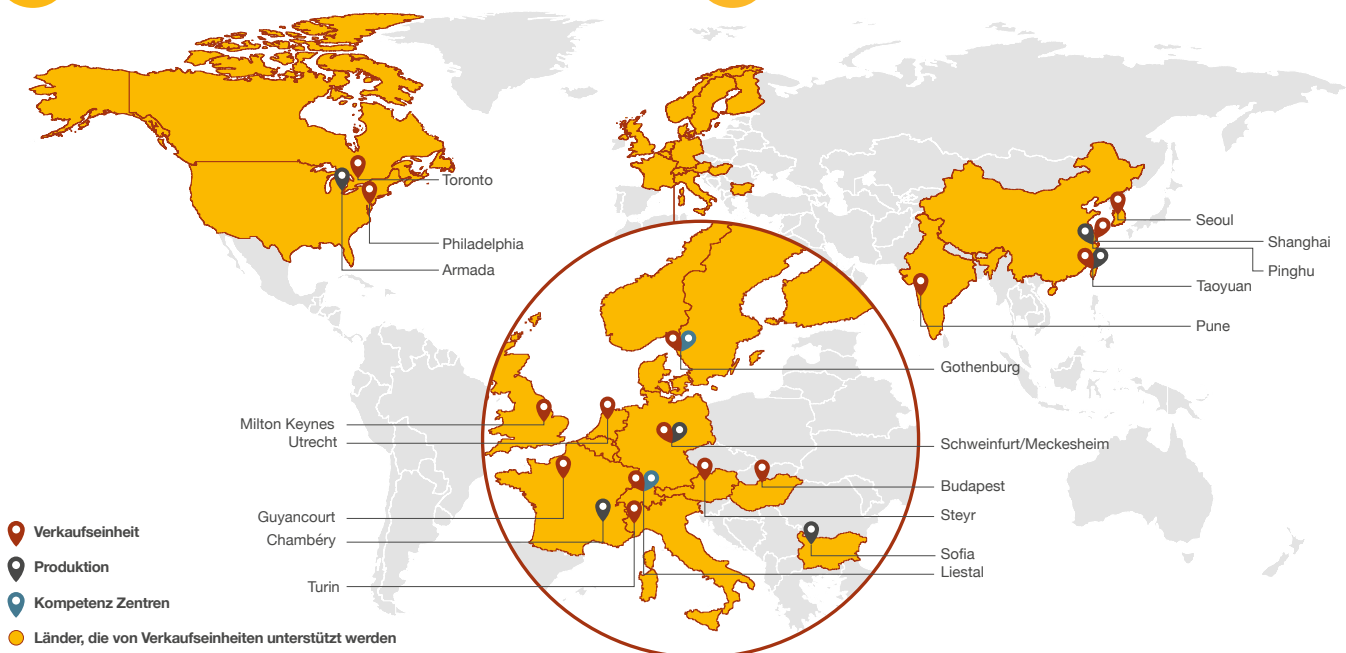 Toronto
Philadelphia
Armada
Seoul
Shanghai
Pinghu
Taoyuan
Pune
Gothenburg
Milton Keynes
Utrecht
Schweinfurt/Meckesheim
Budapest
Guyancourt
Steyr
Chambéry
Sofia
Liestal
Turin
Verkaufseinheit
Produktion
Kompetenz Zentren
Länder, die von Verkaufseinheiten unterstützt werden